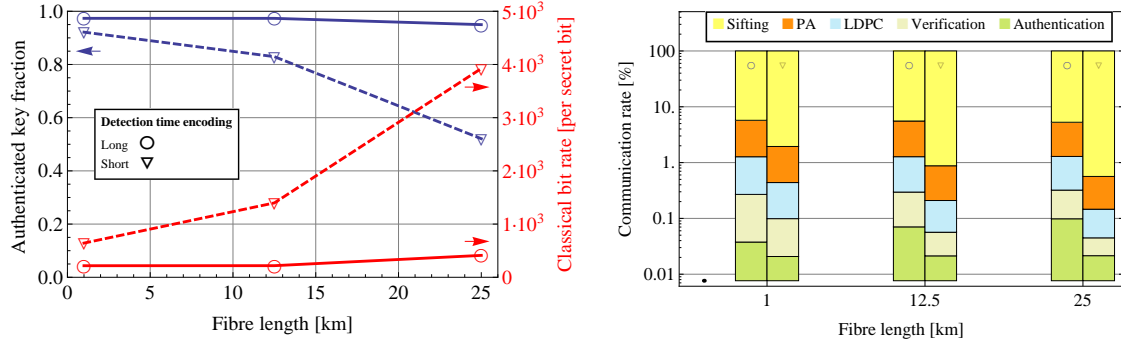 Authenticated key fraction
1.0
0.8
0.6
0.4
0.2
0.0
Detection time encoding
Long
Short
0
5
10
15
20
25
Fibre length [km]
5·10³
4·10³
3·10³
2·10³
1·10³
0
Classical bit rate [per secret bit]
Sifting PA LDPC Verification Authentication
Communication rate [%]
100
10.
1.
0.1
0.01
1
12.5
25
Fibre length [km]